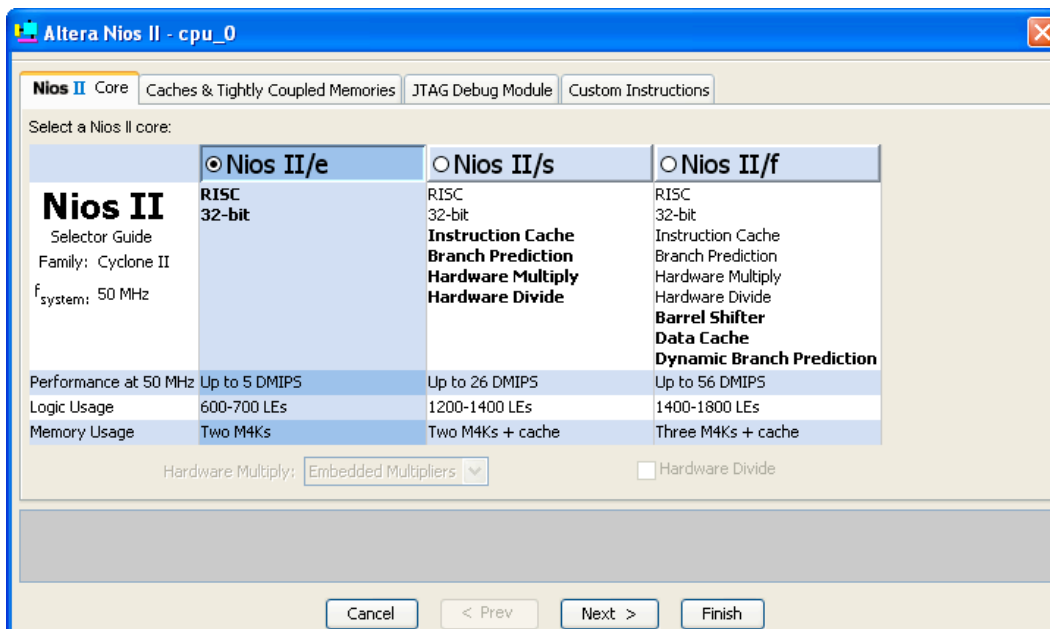 Altera Nios II - cpu_0
Nios II Core Caches & Tightly Coupled Memories JTAG Debug Module Custom Instructions
Select a Nios II core:
Nios II/e Nios II/s Nios II/f
Nios II
Selector Guide
Family: Cyclone II
fsystem: 50 MHz
RISC
32-bit
RISC
32-bit
Instruction Cache
Branch Prediction
Hardware Multiply
Hardware Divide
RISC
32-bit
Instruction Cache
Branch Prediction
Hardware Multiply
Hardware Divide
Barrel Shifter
Data Cache
Dynamic Branch Prediction
Performance at 50 MHz Up to 5 DMIPS Up to 26 DMIPS Up to 56 DMIPS
Logic Usage 600-700 LEs 1200-1400 LEs 1400-1800 LEs
Memory Usage Two M4Ks Two M4Ks + cache Three M4Ks + cache
Hardware Multiply: Embedded Multipliers Hardware Divide
Cancel < Prev Next > Finish